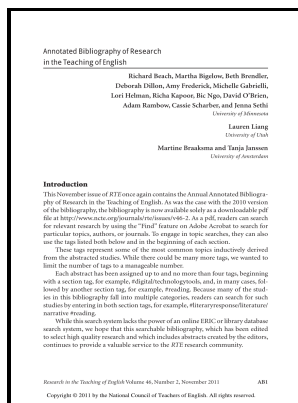 Annotated Bibliography of Research
in the Teaching of English
Richard Beach, Martha Bigelow, Beth Brendler,
Deborah Dillon, Amy Frederick, Michelle Gabrielli,
Lori Helman, Richa Kapoor, Bic Ngo, David O'Brien,
Adam Rambow, Cassie Scharber, and Jenna Sethi
University of Minnesota
Lauren Liang
University of Utah
Martine Braaksma and Tanja Janssen
University of Amsterdam
Introduction
This November issue of RTE once again contains the Annual Annotated Bibliogra-
phy of Research in the Teaching of English. As was the case with the 2010 version
of the bibliography, the bibliography is now available solely as a downloadable pdf
file at http://www.ncte.org/journals/rte/issues/v46-2. As a pdf, readers can search
for relevant research by using the "Find" feature on Adobe Acrobat to search for
particular topics, authors, or journals. To engage in topic searches, they can also
use the tags listed both below and in the beginning of each section.
These tags represent some of the most common topics inductively derived
from the abstracted studies. While there could be many more tags, we wanted to
limit the number of tags to a manageable number.
Each abstract has been assigned up to and no more than four tags, beginning
with a section tag, for example, #digital/technologytools, and, in many cases, fol-
lowed by another section tag, for example, #reading. Because many of the stud-
ies in this bibliography fall into multiple categories, readers can search for such
studies by entering in both section tags, for example, #literaryresponse/literature/
narrative #reading.
While this search system lacks the power of an online ERIC or library database
search system, we hope that this searchable bibliography, which has been edited
to select high quality research and which includes abstracts created by the editors,
continues to provide a valuable service to the RTE research community.
Research in the Teaching of English Volume 46, Number 2, November 2011 AB1
Copyright © 2011 by the National Council of Teachers of English. All rights reserved.